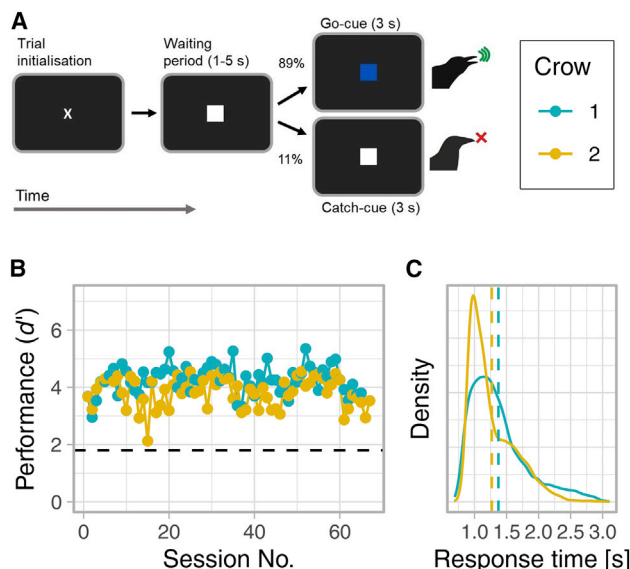 A
Trial
initialisation
Waiting
period (1-5 s)
Go-cue (3 s)
X
89%
11%
Catch-cue (3 s)
Time
Crow
1
2
B
Performance (d')
6
4
2
0
0 20 40 60
Session No.
C
Density
1.0 1.5 2.0 2.5 3.0
Response time [s]